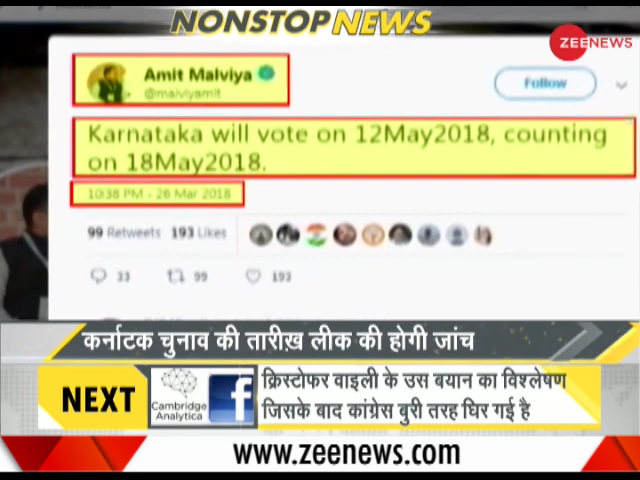 NONSTOP NEWS
ZEE NEWS
Amit Malviya
@malviyamit
Follow
Karnataka will vote on 12May2018, counting
on 18May2018.
10:38 PM - 26 Mar 2018
99 Retweets 193 Likes
33 99 193
कर्नाटक चुनाव की तारीख़ लीक की होगी जांच
NEXT
Cambridge
Analytica
f
क्रिस्टोफर वाइली के उस बयान का विश्लेषण
जिसके बाद कांग्रेस बुरी तरह घिर गई है
www.zeenews.com